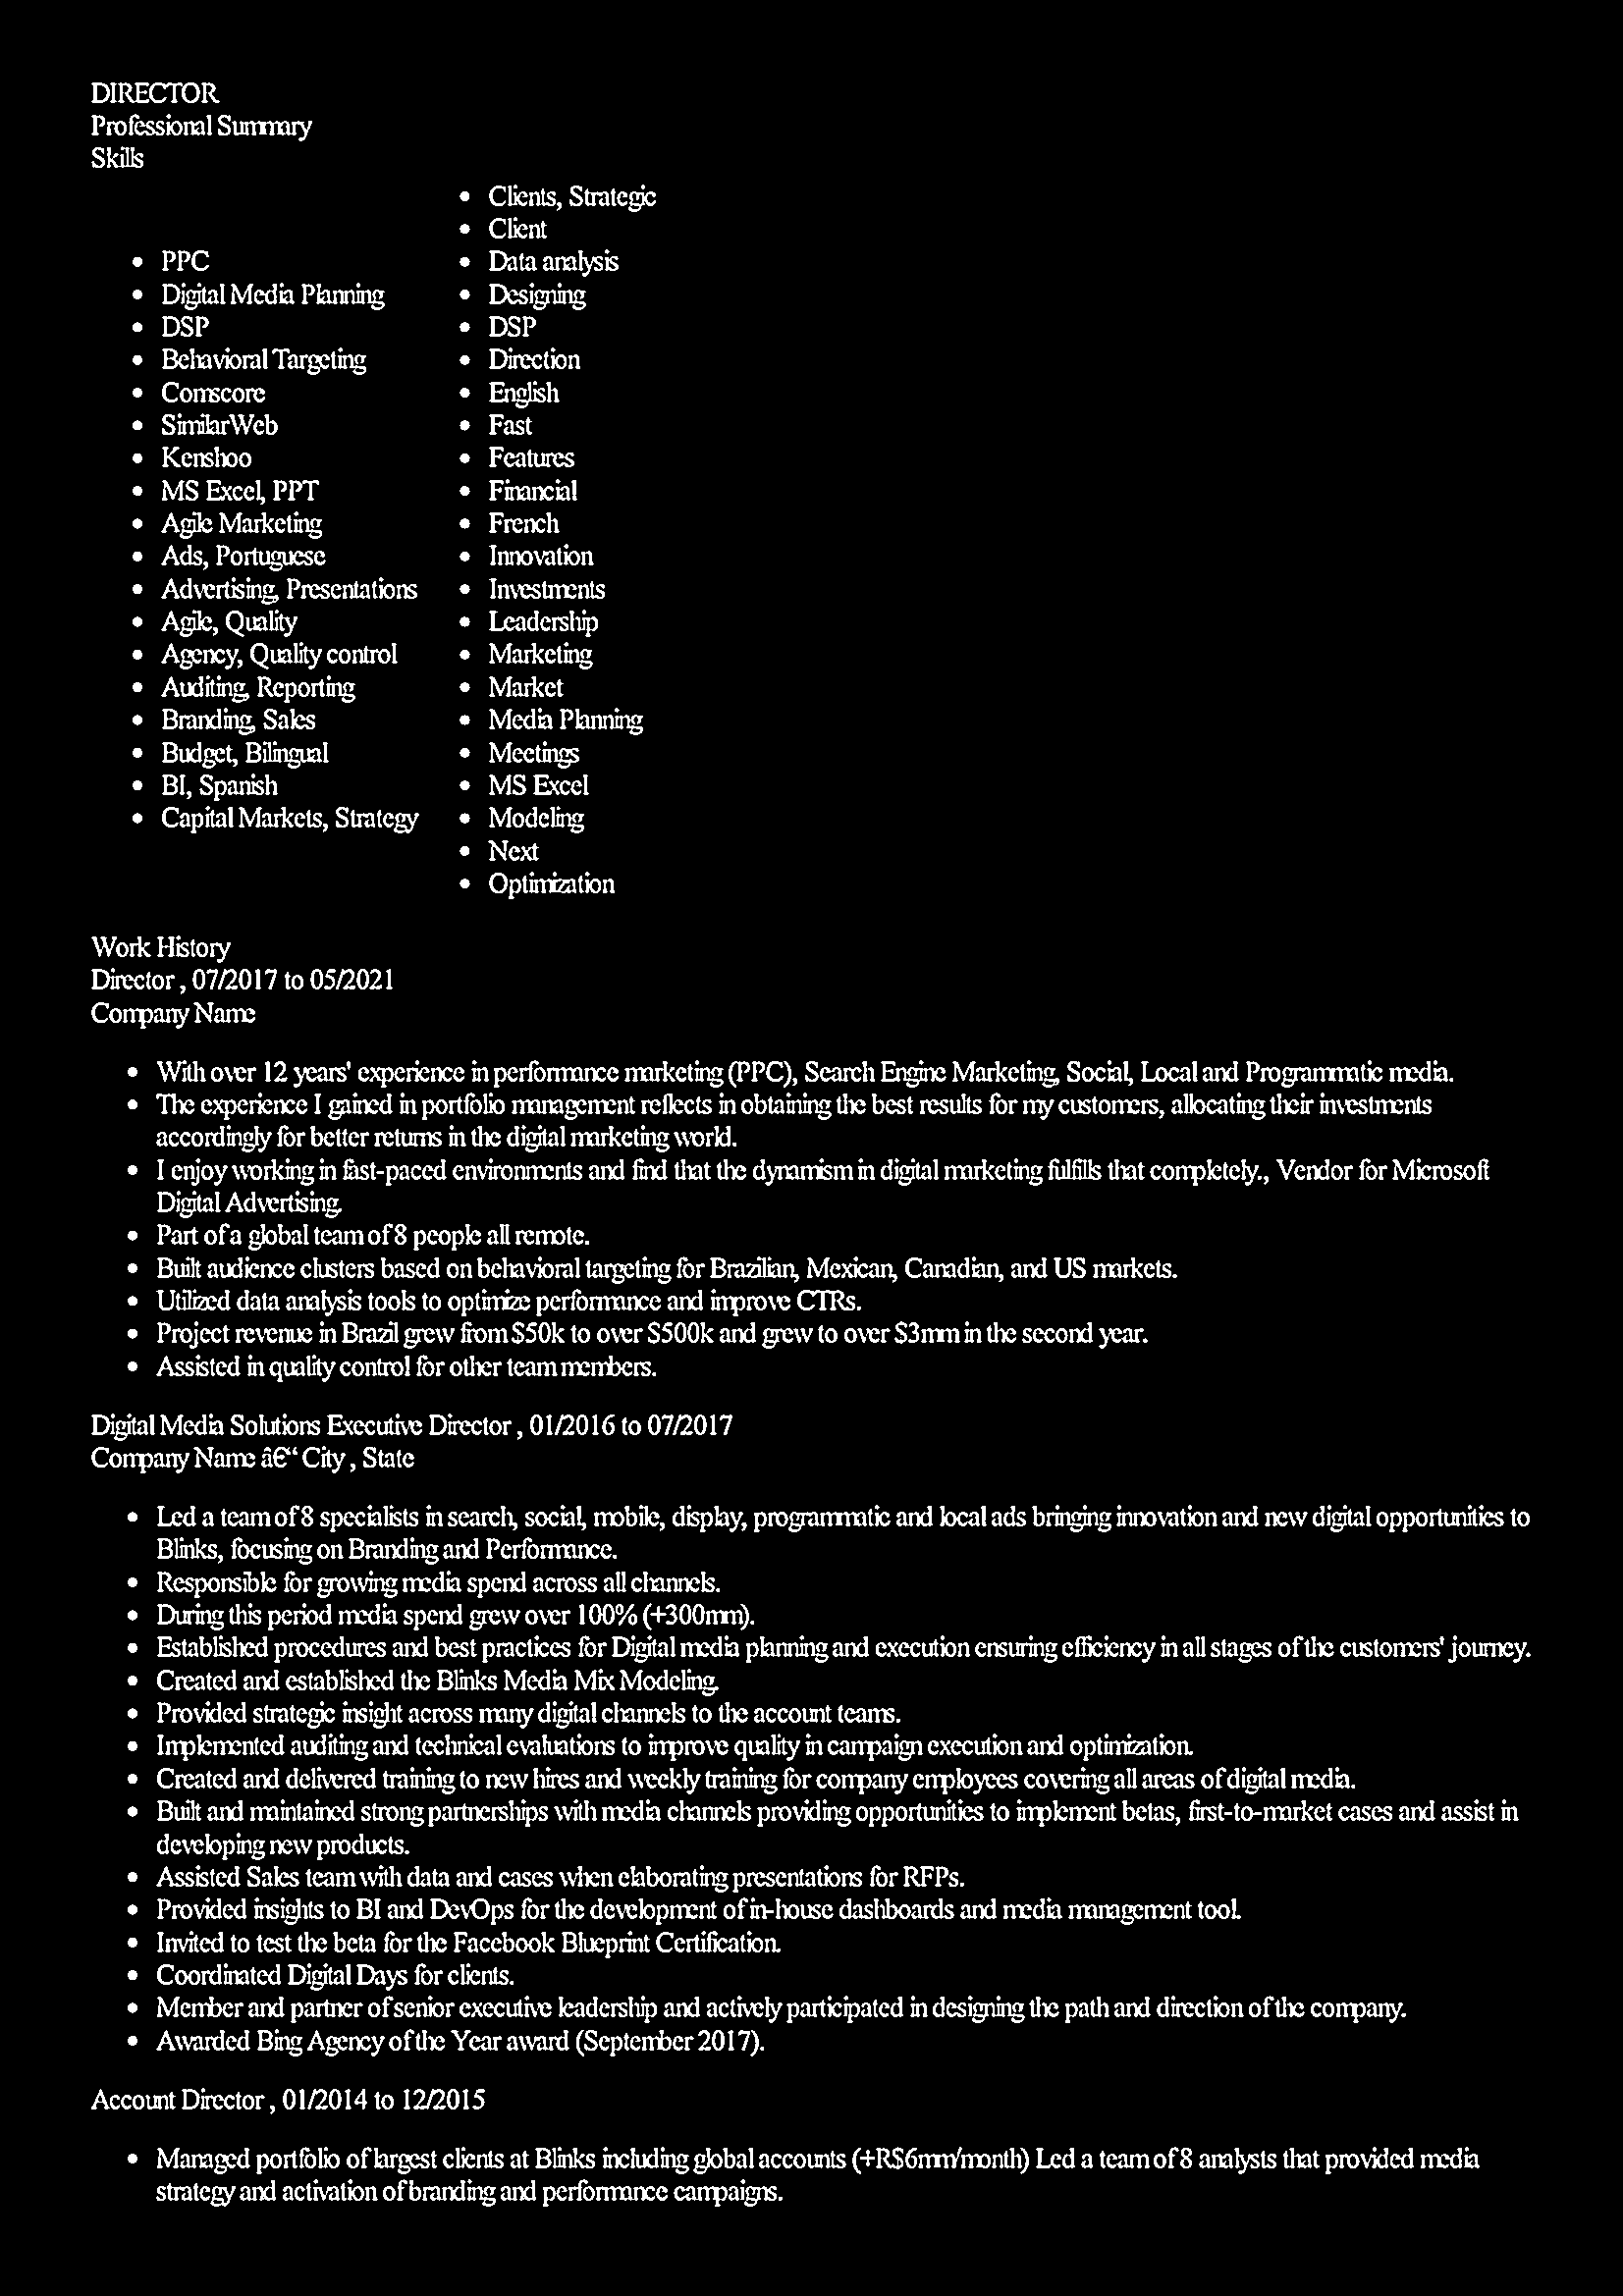 DIRECTOR
Professional Summary
Skills
PPC
Digital Media Planning
DSP
Behavioral Targeting
Comscore
SimilarWeb
Kenshoo
MS Excel, PPT
Agile Marketing
Ads, Portuguese
Advertising, Presentations
Agile, Quality
Agency, Quality control
Auditing, Reporting
Branding, Sales
Budget, Bilingual
BI, Spanish
Capital Markets, Strategy
Clients, Strategic
Client
Data analysis
Designing
DSP
Direction
English
Fast
Features
Financial
French
Innovation
Investments
Leadership
Marketing
Market
Media Planning
Meetings
MS Excel
Modeling
Next
Optimization
Work History
Director , 07/2017 to 05/2021
Company Name
With over 12 years' experience in performance marketing (PPC), Search Engine Marketing, Social, Local and Programmatic media.
The experience I gained in portfolio management reflects in obtaining the best results for my customers, allocating their investments
accordingly for better returns in the digital marketing world.
I enjoy working in fast-paced environments and find that the dynamism in digital marketing fulfills that completely., Vendor for Microsoft
Digital Advertising.
Part of a global team of 8 people all remote.
Built audience clusters based on behavioral targeting for Brazilian, Mexican, Canadian, and US markets.
Utilized data analysis tools to optimize performance and improve CTRs.
Project revenue in Brazil grew from $50k to over $500k and grew to over $3mm in the second year.
Assisted in quality control for other team members.
Digital Media Solutions Executive Director , 01/2016 to 07/2017
Company Name â€“ City , State
Led a team of 8 specialists in search, social, mobile, display, programmatic and local ads bringing innovation and new digital opportunities to
Blinks, focusing on Branding and Performance.
Responsible for growing media spend across all channels.
During this period media spend grew over 100% (+300mm).
Established procedures and best practices for Digital media planning and execution ensuring efficiency in all stages of the customers' journey.
Created and established the Blinks Media Mix Modeling.
Provided strategic insight across many digital channels to the account teams.
Implemented auditing and technical evaluations to improve quality in campaign execution and optimization.
Created and delivered training to new hires and weekly training for company employees covering all areas of digital media.
Built and maintained strong partnerships with media channels providing opportunities to implement betas, first-to-market cases and assist in
developing new products.
Assisted Sales team with data and cases when elaborating presentations for RFPs.
Provided insights to BI and DevOps for the development of in-house dashboards and media management tool.
Invited to test the beta for the Facebook Blueprint Certification.
Coordinated Digital Days for clients.
Member and partner of senior executive leadership and actively participated in designing the path and direction of the company.
Awarded Bing Agency of the Year award (September 2017).
Account Director , 01/2014 to 12/2015
Managed portfolio of largest clients at Blinks including global accounts (+R$6mm/month) Led a team of 8 analysts that provided media
strategy and activation of branding and performance campaigns.